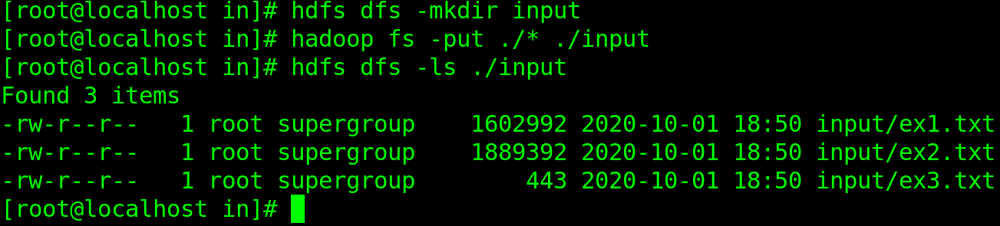 [root@localhost in]# hdfs dfs -mkdir input
[root@localhost in]# hadoop fs -put ./* ./input
[root@localhost in]# hdfs dfs -ls ./input
Found 3 items
-rw-r--r--   1 root supergroup    1602992 2020-10-01 18:50 input/ex1.txt
-rw-r--r--   1 root supergroup    1889392 2020-10-01 18:50 input/ex2.txt
-rw-r--r--   1 root supergroup        443 2020-10-01 18:50 input/ex3.txt
[root@localhost in]#